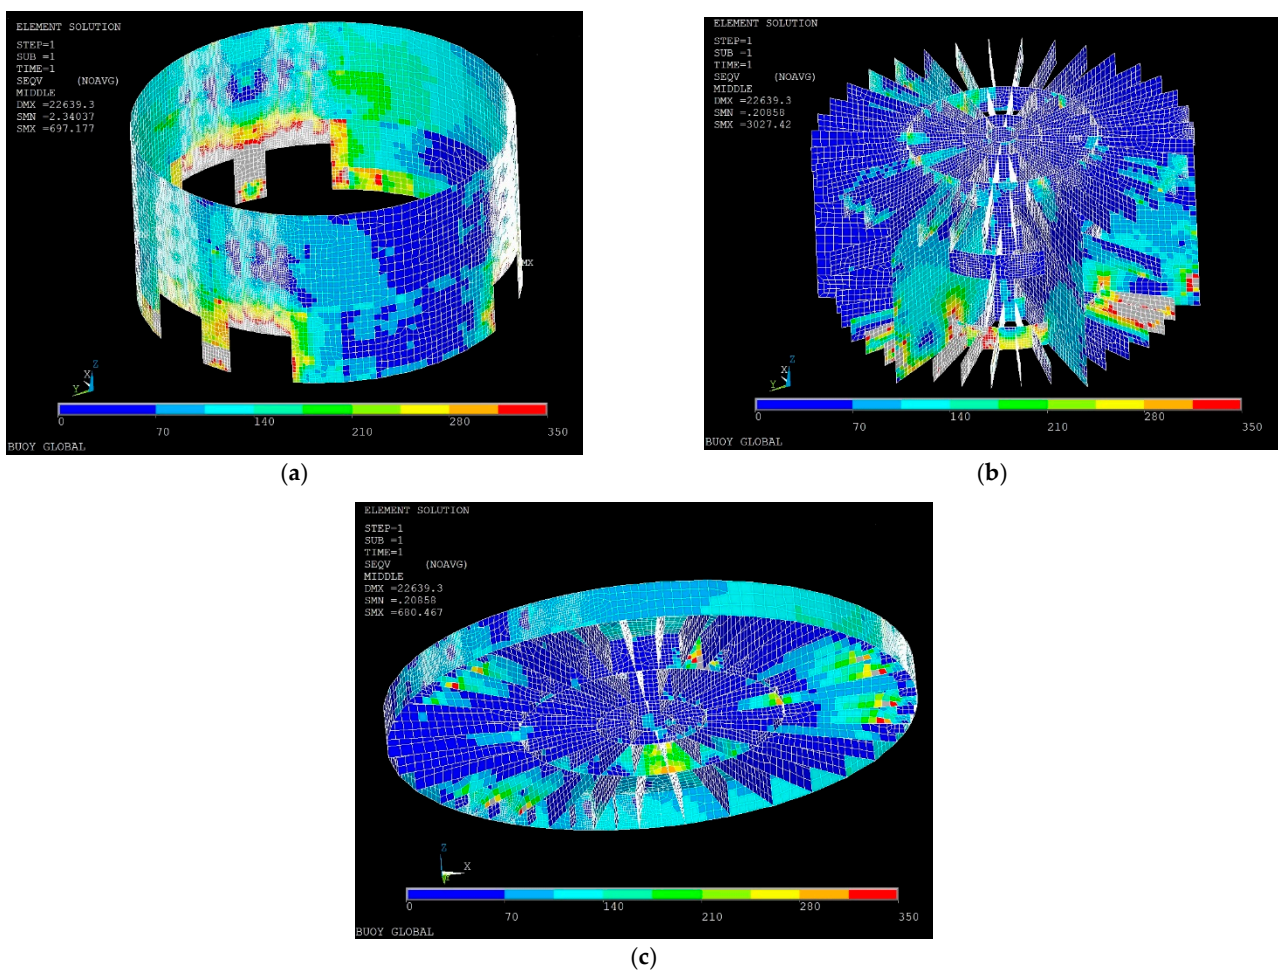 ELEMENT SOLUTION
STEP=1
SUB =1
TIME=1
SEQV (NOAVG)
MIDDLE
DMX =22639.3
SMN =-2.34037
SMX =697.177
MX
Z
X
Y
0 70 140 210 280 350
BUOY GLOBAL
(a)
ELEMENT SOLUTION
STEP=1
SUB =1
TIME=1
SEQV (NOAVG)
MIDDLE
DMX =22639.3
SMN =.20858
SMX =3027.42
Z
X
Y
0 70 140 210 280 350
BUOY GLOBAL
(b)
ELEMENT SOLUTION
STEP=1
SUB =1
TIME=1
SEQV (NOAVG)
MIDDLE
DMX =22639.3
SMN =.20858
SMX =680.467
Z
X
0 70 140 210 280 350
BUOY GLOBAL
(c)